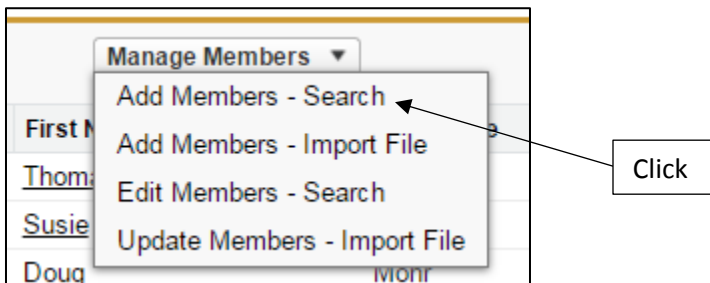 Manage Members ▼
Add Members - Search
First N
Add Members - Import File
Click
Thoma
Edit Members - Search
Susie
Update Members - Import File
Doug Mohr